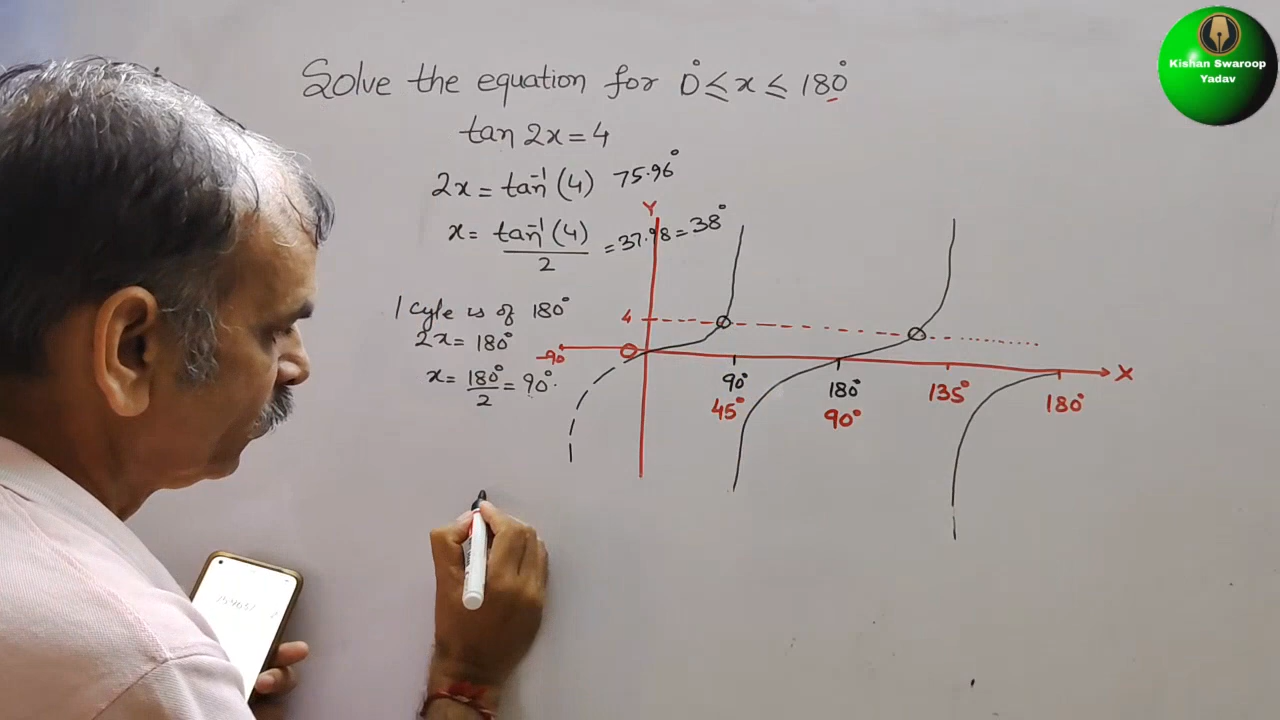 Solve the equation for 0° ≤ x ≤ 180°
tan 2x = 4
2x = tan⁻¹(4) 75.96°
x = tan⁻¹(4) / 2 = 37.98 = 38°
1 cyle is of 180°
2x = 180°
x = 180° / 2 = 90°.
Y
4
-90 0 X
90° 180° 135° 180°
45° 90°
Kishan Swaroop
Yadav